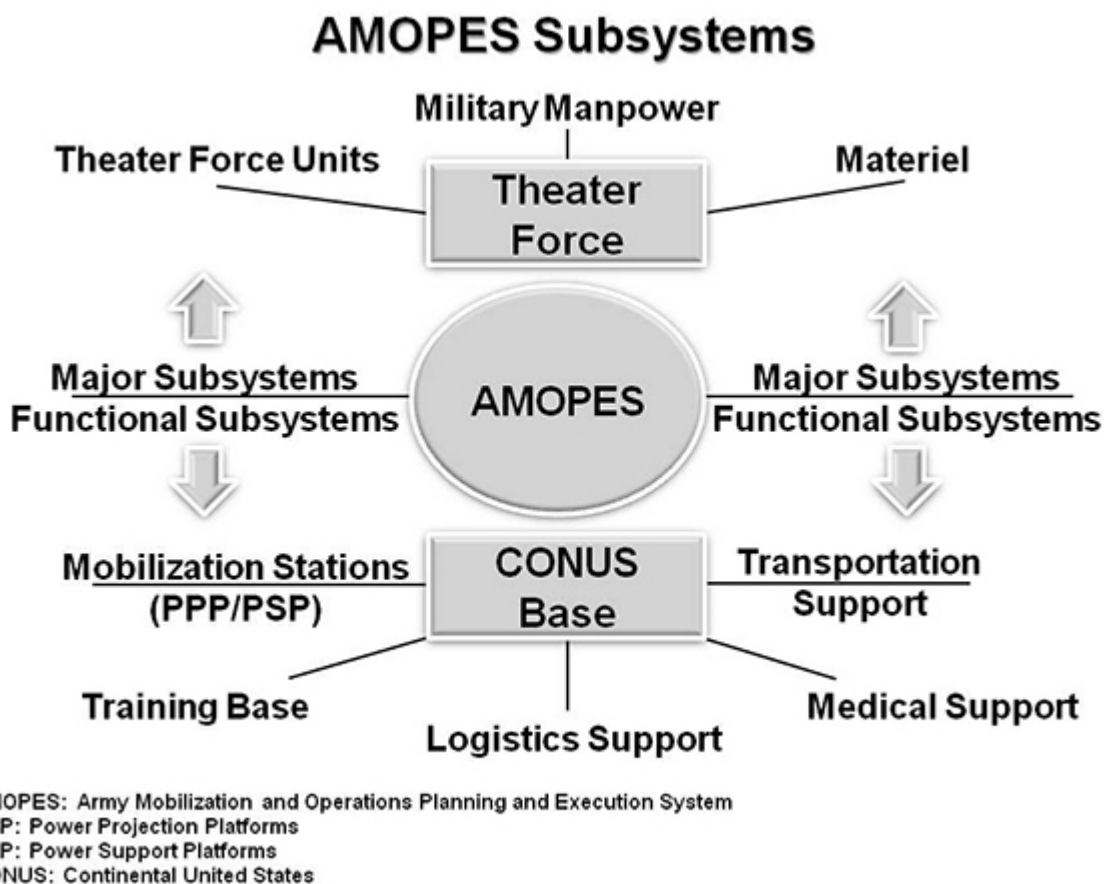 AMOPES Subsystems
Military Manpower
Theater Force Units
Materiel
Theater
Force
Major Subsystems
Functional Subsystems
AMOPES
Major Subsystems
Functional Subsystems
Mobilization Stations
(PPP/PSP)
CONUS
Base
Transportation
Support
Training Base
Logistics Support
Medical Support
MOPES: Army Mobilization and Operations Planning and Execution System
P: Power Projection Platforms
P: Power Support Platforms
ONUS: Continental United States